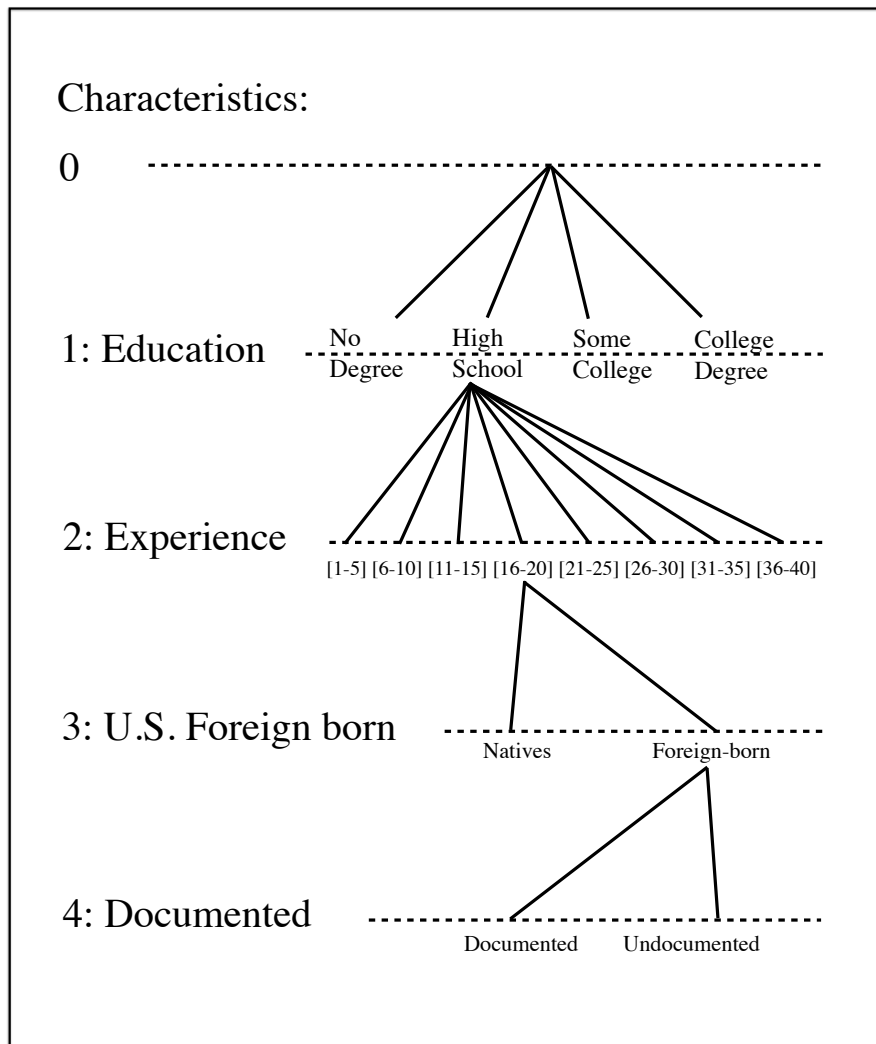 Characteristics:
0
No High Some College
1: Education
Degree School College Degree
2: Experience
[1-5] [6-10] [11-15] [16-20] [21-25] [26-30] [31-35] [36-40]
3: U.S. Foreign born
Natives Foreign-born
4: Documented
Documented Undocumented